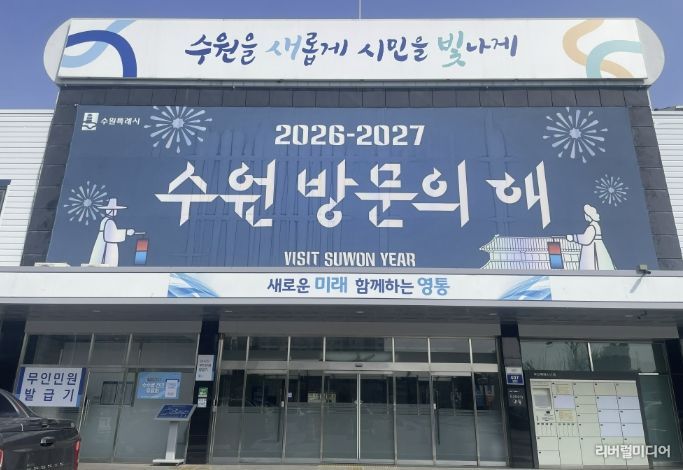 수원을 새롭게 시민을 빛나게
수원특례시
2026-2027
수원 방문의 해
VISIT SUWON YEAR
새로운 미래 함께하는 영통
무인민원
발급기
리버럴미디어